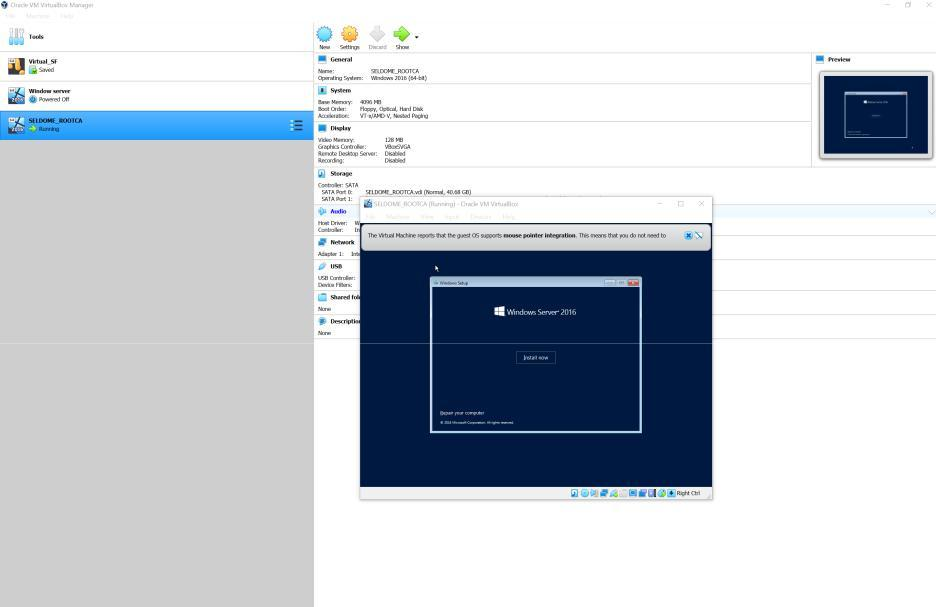 Oracle VM VirtualBox Manager
File Machine Help
Tools
New Settings Discard Show
Virtual_SF
Saved
Window server
Powered Off
SELDOME_ROOTCA
Running
General
Name: SELDOME_ROOTCA
Operating System: Windows 2016 (64-bit)
System
Base Memory: 4096 MB
Boot Order: Floppy, Optical, Hard Disk
Acceleration: VT-x/AMD-V, Nested Paging
Display
Video Memory: 128 MB
Graphics Controller: VBoxSVGA
Remote Desktop Server: Disabled
Recording: Disabled
Storage
Controller: SATA
SATA Port 0: SELDOME_ROOTCA.vdi (Normal, 40.68 GB)
SATA Port 1:
Audio
Host Driver: W
Controller: In
Network
Adapter 1: Inte
USB
USB Controller:
Device Filters:
Shared fol
None
Description
None
Preview
SELDOME_ROOTCA (Running) - Oracle VM VirtualBox
File Machine View Input Devices Help
The Virtual Machine reports that the guest OS supports mouse pointer integration. This means that you do not need to
Windows Setup
Windows Server 2016
Install now
Repair your computer
© 2016 Microsoft Corporation. All rights reserved.
Right Ctrl